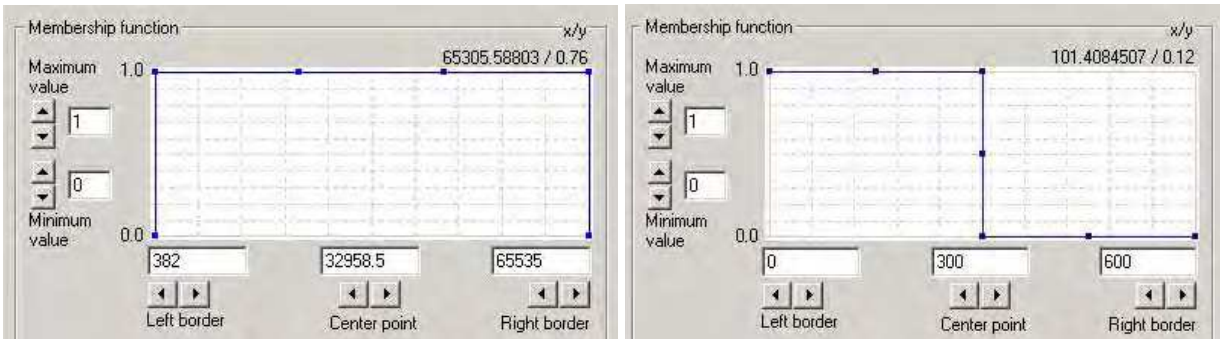 Membership function
x/y
65305.58803 / 0.76
Maximum value
1.0
1
0
Minimum value
0.0
382
32958.5
65535
Left border
Center point
Right border
Membership function
x/y
101.4084507 / 0.12
Maximum value
1.0
1
0
Minimum value
0.0
0
300
600
Left border
Center point
Right border